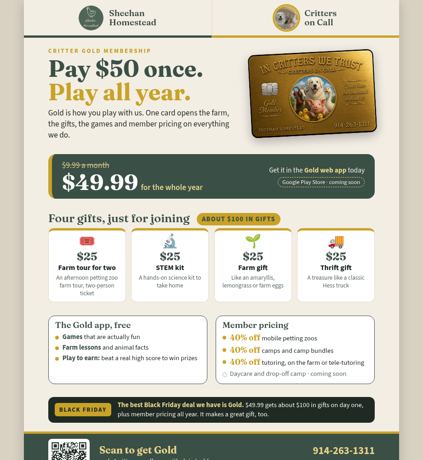 Sheehan
Homestead
Critters
on Call
CRITTER GOLD MEMBERSHIP
Pay $50 once.
Play all year.
Gold is how you play with us. One card opens the farm,
the gifts, the games and member pricing on everything
we do.
IN CRITTERS WE TRUST
CRITTERS ON CALL
Gold
Member
914-263-1311
$9.99 a month
$49.99 for the whole year
Get it in the Gold web app today
Google Play Store · coming soon
Four gifts, just for joining
ABOUT $100 IN GIFTS
$25
Farm tour for two
An afternoon petting zoo
farm tour, two-person
ticket
$25
STEM kit
A hands-on science kit to
take home
$25
Farm gift
Like an amaryllis,
lemongrass or farm eggs
$25
Thrift gift
A treasure like a classic
Hess truck
The Gold app, free
Games that are actually fun
Farm lessons and animal facts
Play to earn: beat a real high score to win prizes
Member pricing
40% off mobile petting zoos
40% off camps and camp bundles
40% off tutoring, on the farm or tele-tutoring
Daycare and drop-off camp · coming soon
BLACK FRIDAY
The best Black Friday deal we have is Gold. $49.99 gets about $100 in gifts on day one,
plus member pricing all year. It makes a great gift, too.
Scan to get Gold
914-263-1311